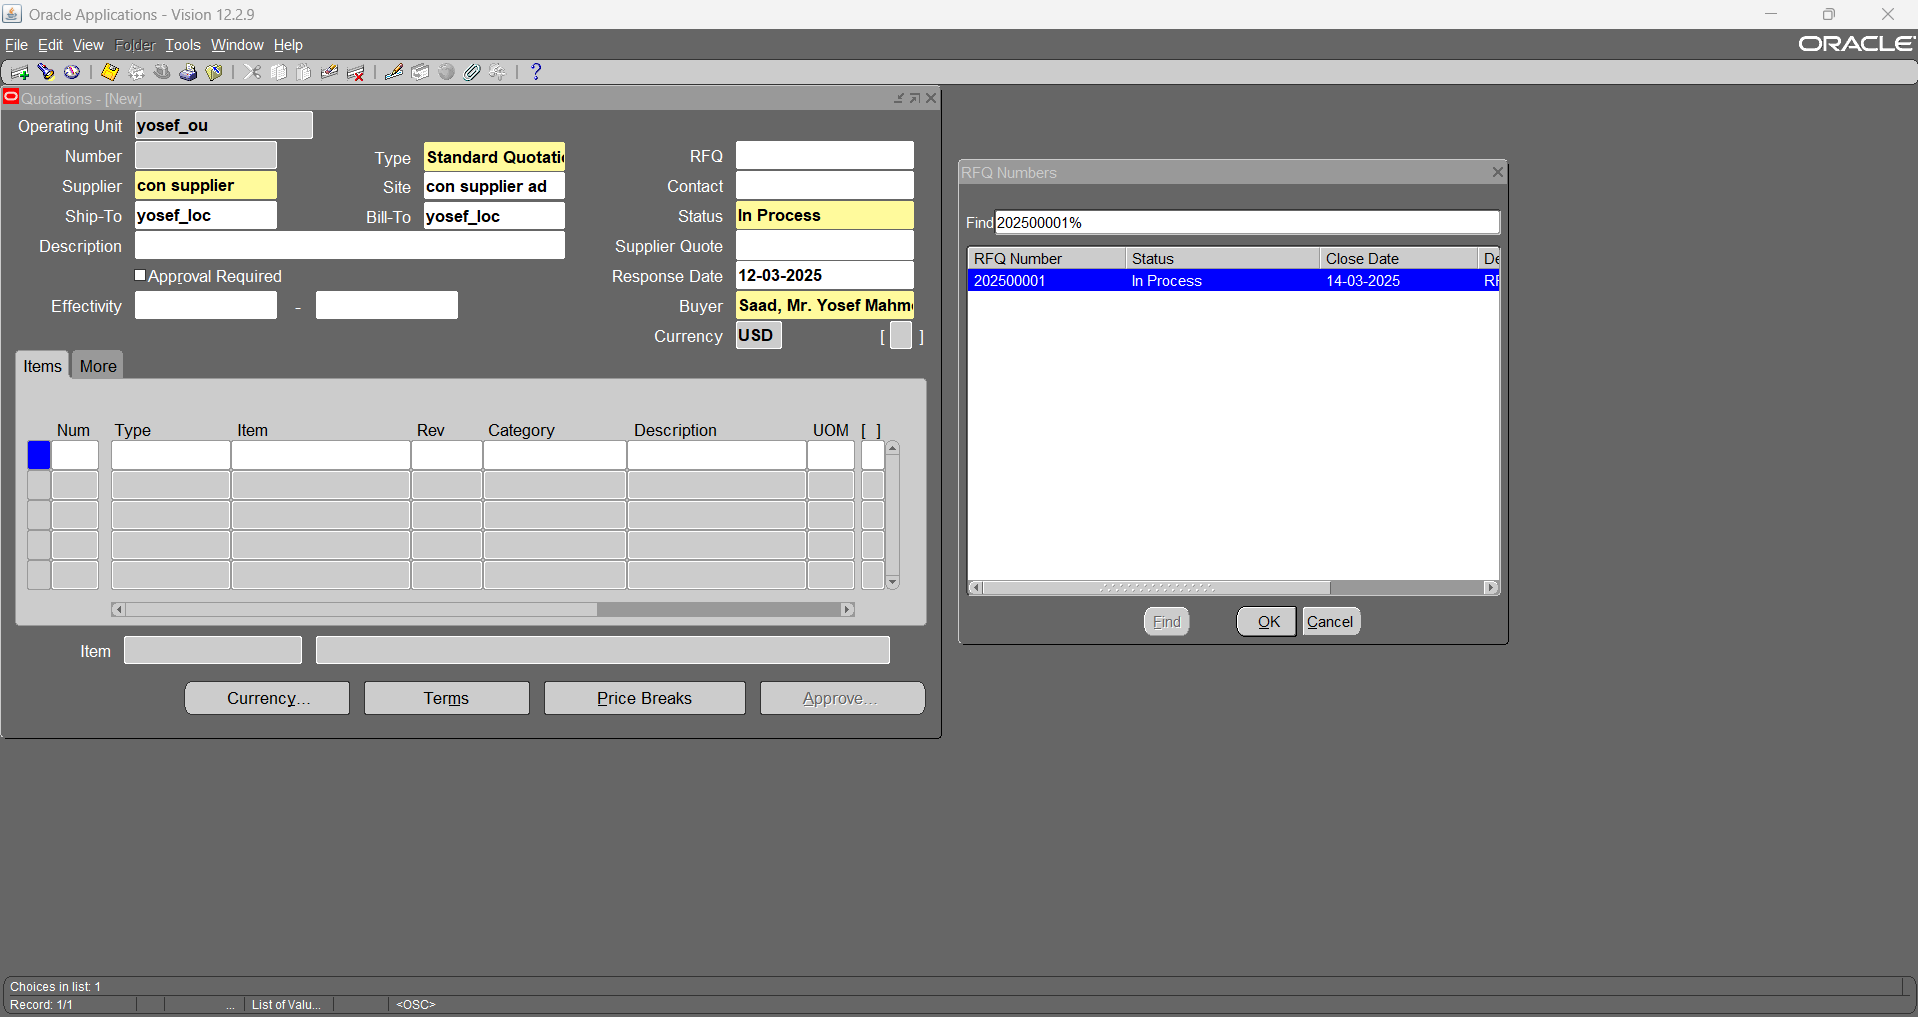 Oracle Applications - Vision 12.2.9
File Edit View Folder Tools Window Help
ORACLE
Quotations - [New]
Operating Unit yosef_ou
Number Type Standard Quotati RFQ
Supplier con supplier Site con supplier ad Contact
Ship-To yosef_loc Bill-To yosef_loc Status In Process
Description Supplier Quote
Approval Required Response Date 12-03-2025
Effectivity - Buyer Saad, Mr. Yosef Mahm
Currency USD [ ]
Items More
Num Type Item Rev Category Description UOM [ ]
Item
Currency... Terms Price Breaks Approve...
RFQ Numbers
Find 202500001%
RFQ Number Status Close Date De
202500001 In Process 14-03-2025 RF
Find OK Cancel
Choices in list: 1
Record: 1/1 ... List of Valu... <OSC>